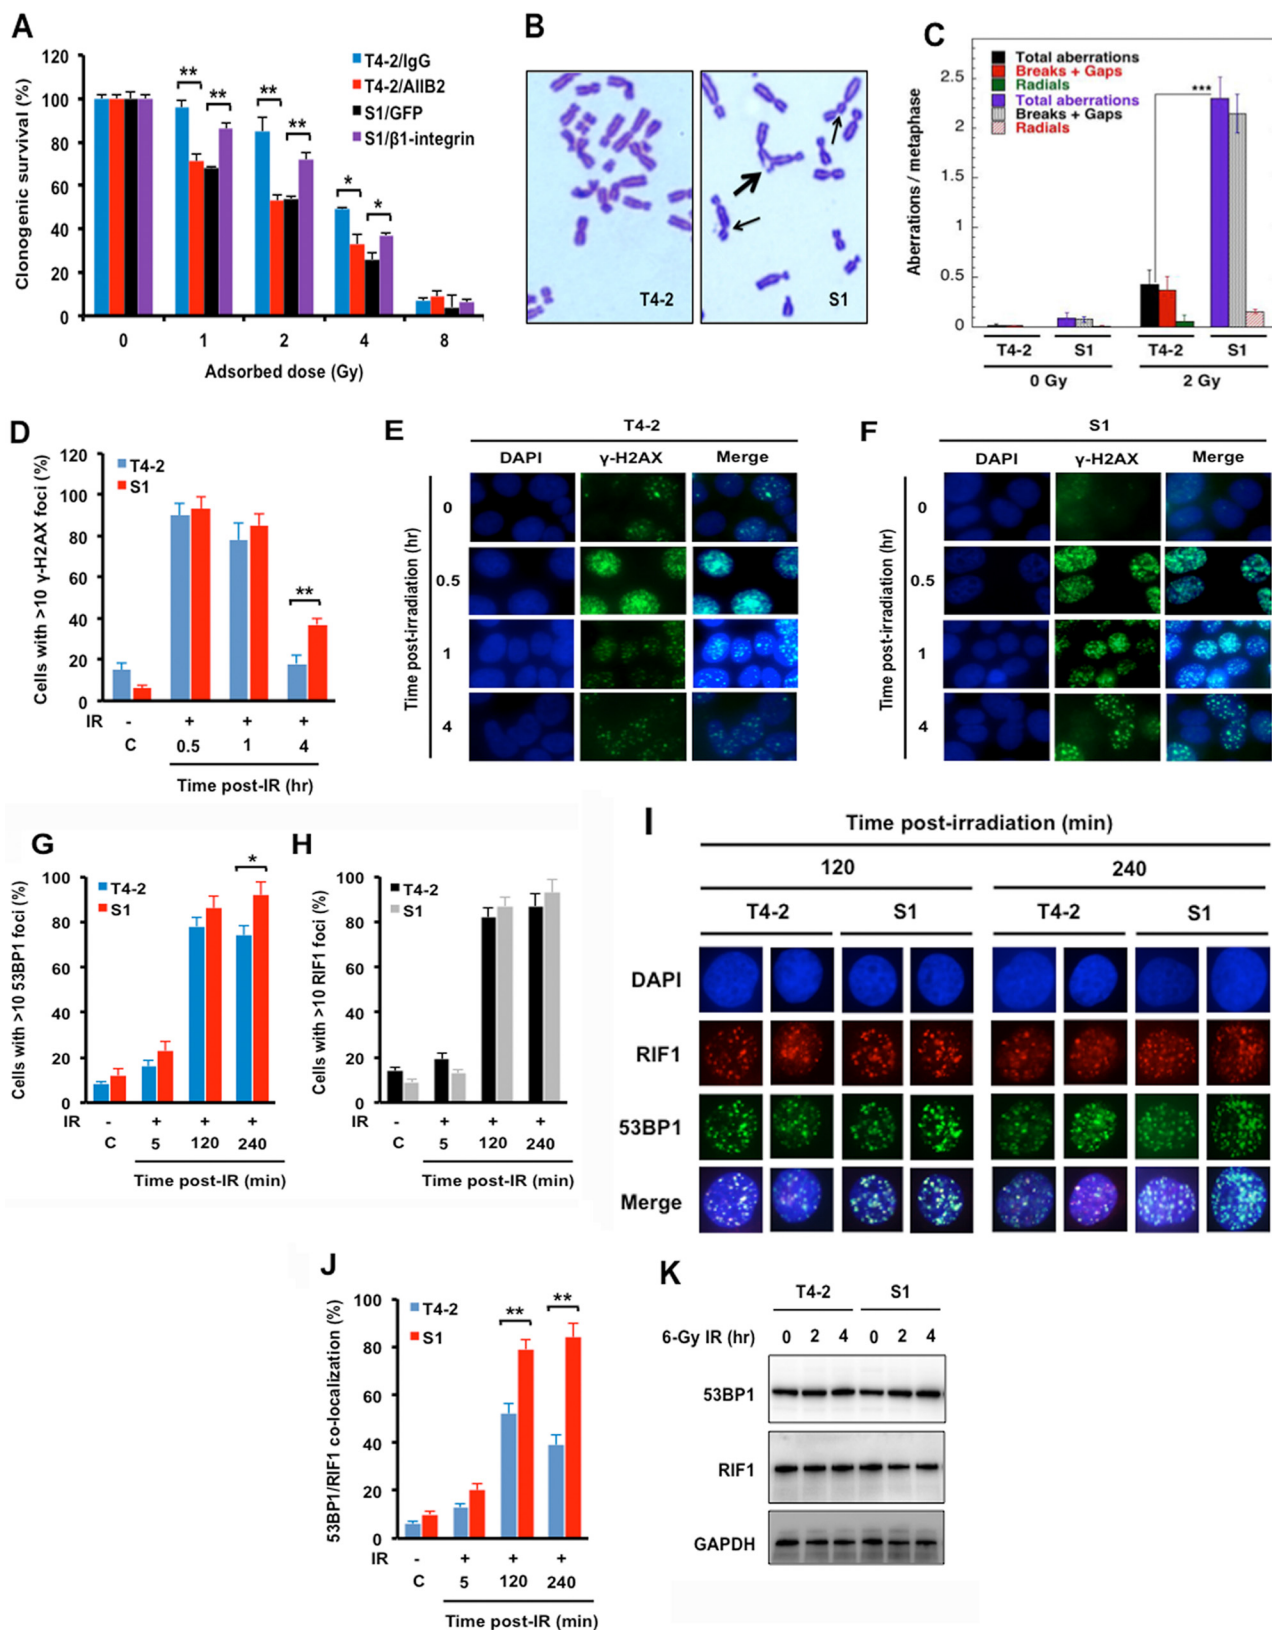 A
Clonogenic survival (%)
120
100
80
60
40
20
0
** ** ** ** * *
T4-2/IgG
T4-2/AIIB2
S1/GFP
S1/β1-integrin
0 1 2 4 8
Adsorbed dose (Gy)
B
T4-2 S1
C
Aberrations / metaphase
2.5
2
1.5
1
0.5
0
Total aberrations
Breaks + Gaps
Radials
Total aberrations
Breaks + Gaps
Radials
***
T4-2 S1 T4-2 S1
0 Gy 2 Gy
D
Cells with >10 γ-H2AX foci (%)
120
100
80
60
40
20
0
T4-2
S1
**
IR - + + +
C 0.5 1 4
Time post-IR (hr)
E
T4-2
DAPI γ-H2AX Merge
Time post-irradiation (hr)
0
0.5
1
4
F
S1
DAPI γ-H2AX Merge
Time post-irradiation (hr)
0
0.5
1
4
G
Cells with >10 53BP1 foci (%)
100
80
60
40
20
0
T4-2
S1
*
IR - + + +
C 5 120 240
Time post-IR (min)
H
Cells with >10 RIF1 foci (%)
100
80
60
40
20
0
T4-2
S1
IR - + + +
C 5 120 240
Time post-IR (min)
I
Time post-irradiation (min)
120 240
T4-2 S1 T4-2 S1
DAPI
RIF1
53BP1
Merge
J
53BP1/RIF1 co-localization (%)
100
80
60
40
20
0
T4-2
S1
** **
IR - + + +
C 5 120 240
Time post-IR (min)
K
T4-2 S1
6-Gy IR (hr) 0 2 4 0 2 4
53BP1
RIF1
GAPDH